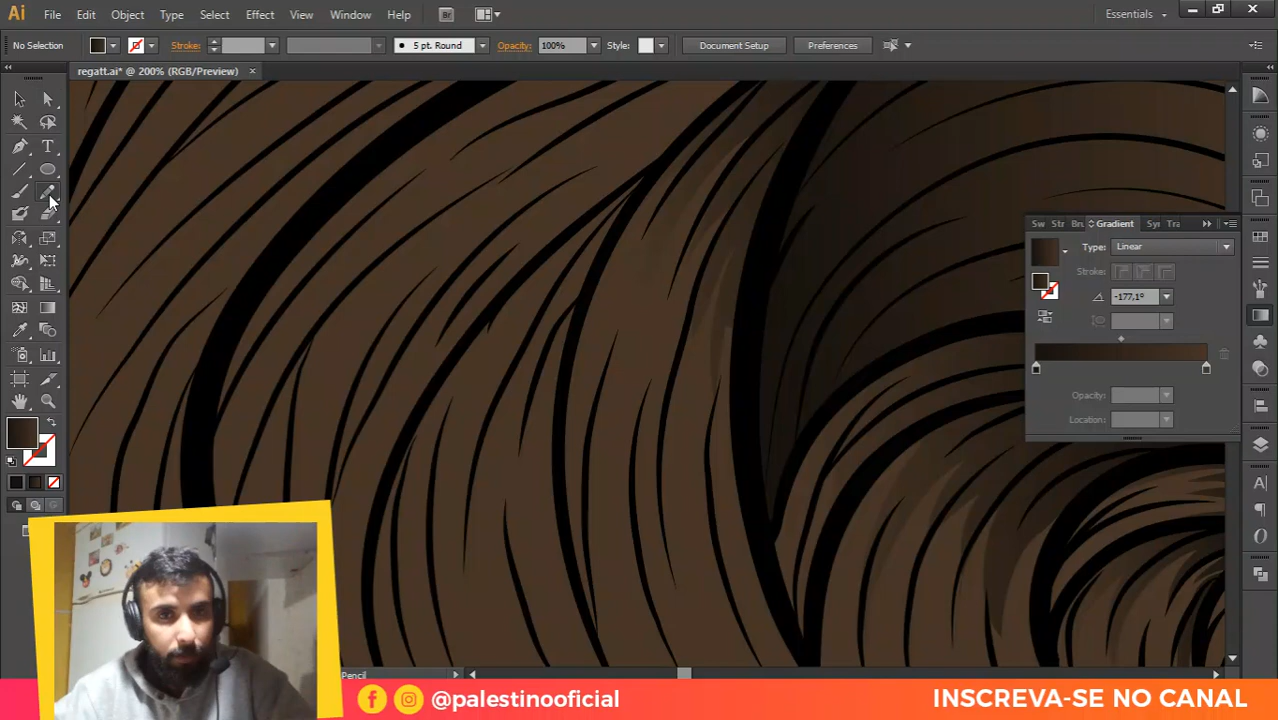 Ai File Edit Object Type Select Effect View Window Help Br Essentials
No Selection Stroke: 5 pt. Round Opacity: 100% Style: Document Setup Preferences
regatt.ai* @ 200% (RGB/Preview)
Sw Str Bru Gradient Sy Tra
Type: Linear
Stroke:
-177,1°
Opacity:
Location:
Pencil
@palestinooficial
INSCREVA-SE NO CANAL